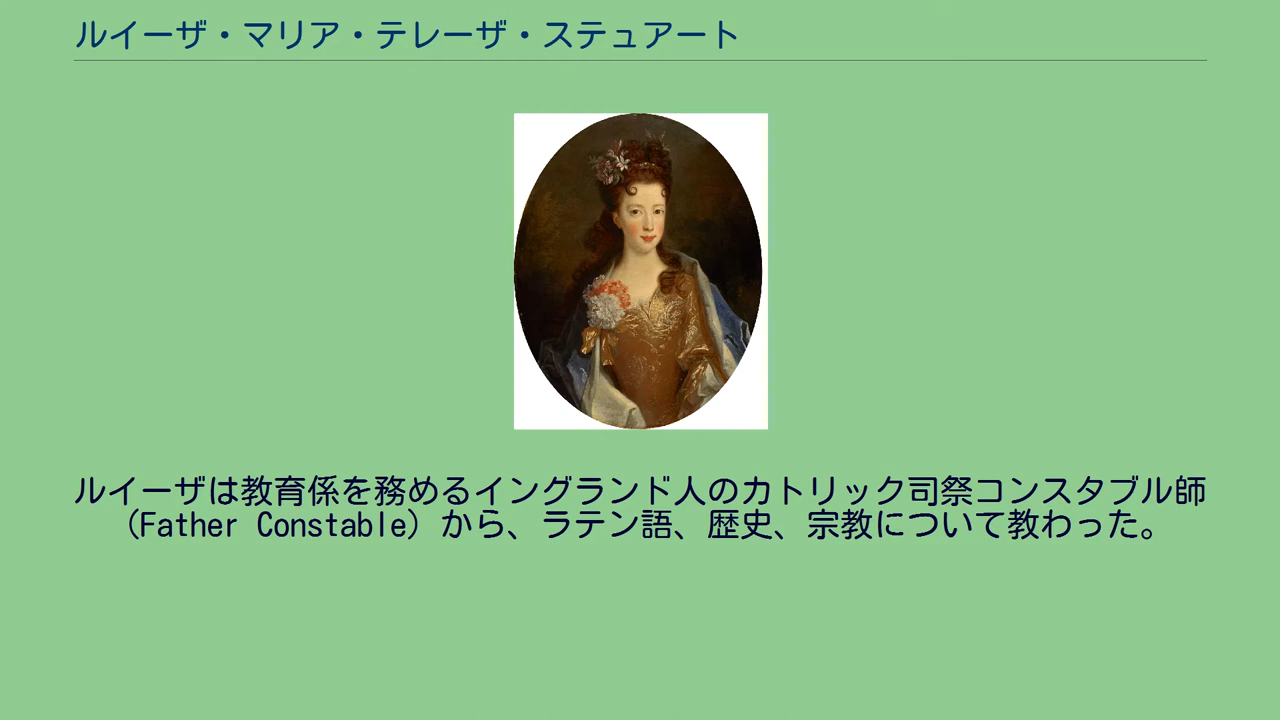 ルイーザ・マリア・テレーザ・ステュアート
ルイーザは教育係を務めるイングランド人のカトリック司祭コンスタブル師
（Father Constable）から、ラテン語、歴史、宗教について教わった。